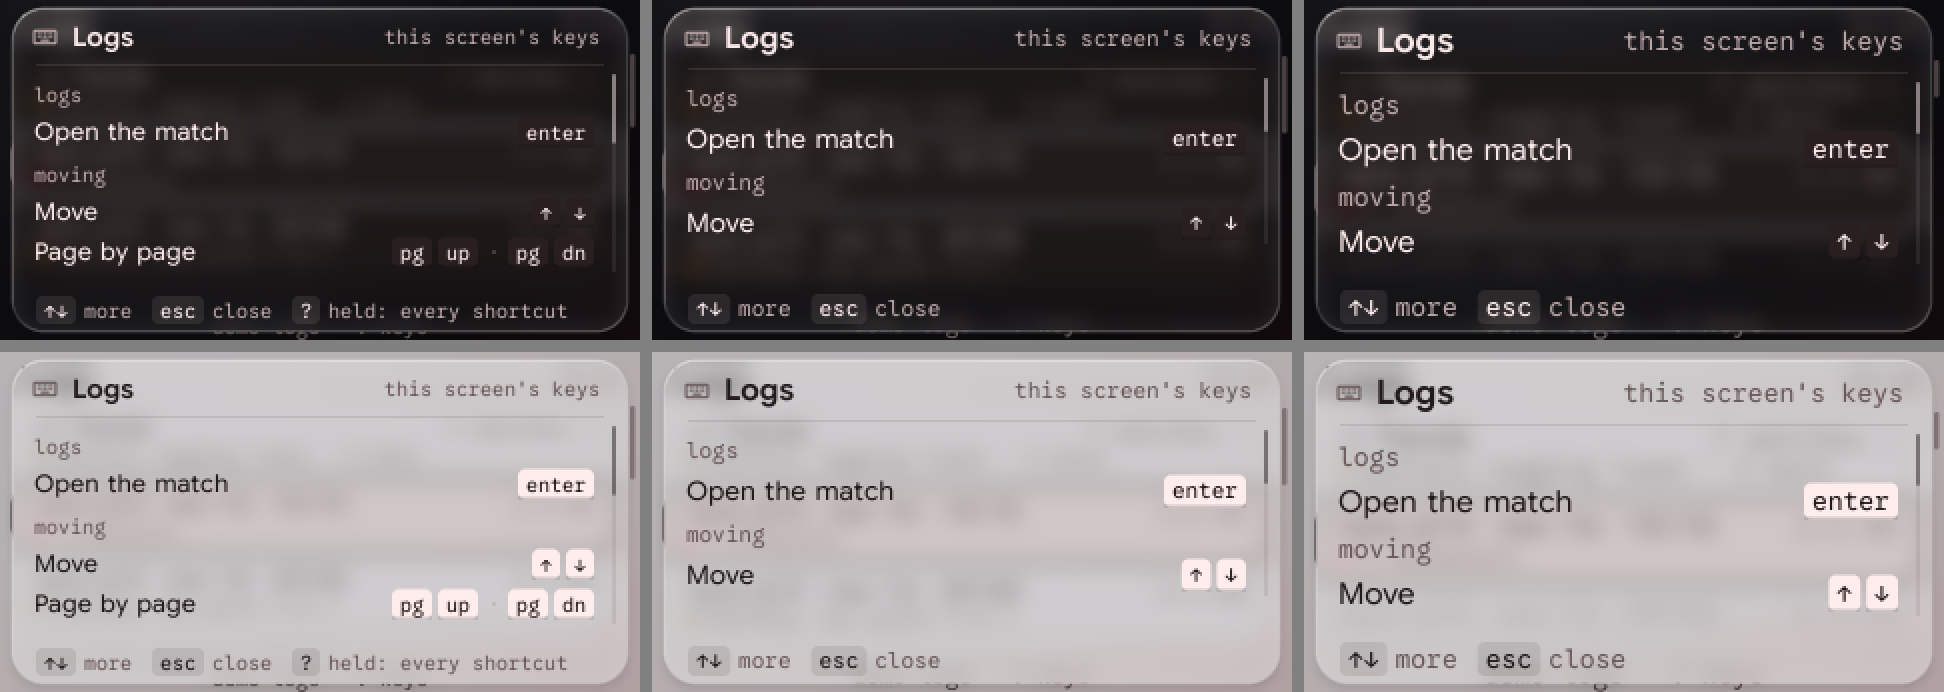 Logs this screen's keys
logs
Open the match enter
moving
Move ↑ ↓
Page by page pg up · pg dn
↑↓ more esc close ? held: every shortcut
Logs this screen's keys
logs
Open the match enter
moving
Move ↑ ↓
↑↓ more esc close
Logs this screen's keys
logs
Open the match enter
moving
Move ↑ ↓
↑↓ more esc close
Logs this screen's keys
logs
Open the match enter
moving
Move ↑ ↓
Page by page pg up · pg dn
↑↓ more esc close ? held: every shortcut
Logs this screen's keys
logs
Open the match enter
moving
Move ↑ ↓
↑↓ more esc close
Logs this screen's keys
logs
Open the match enter
moving
Move ↑ ↓
↑↓ more esc close